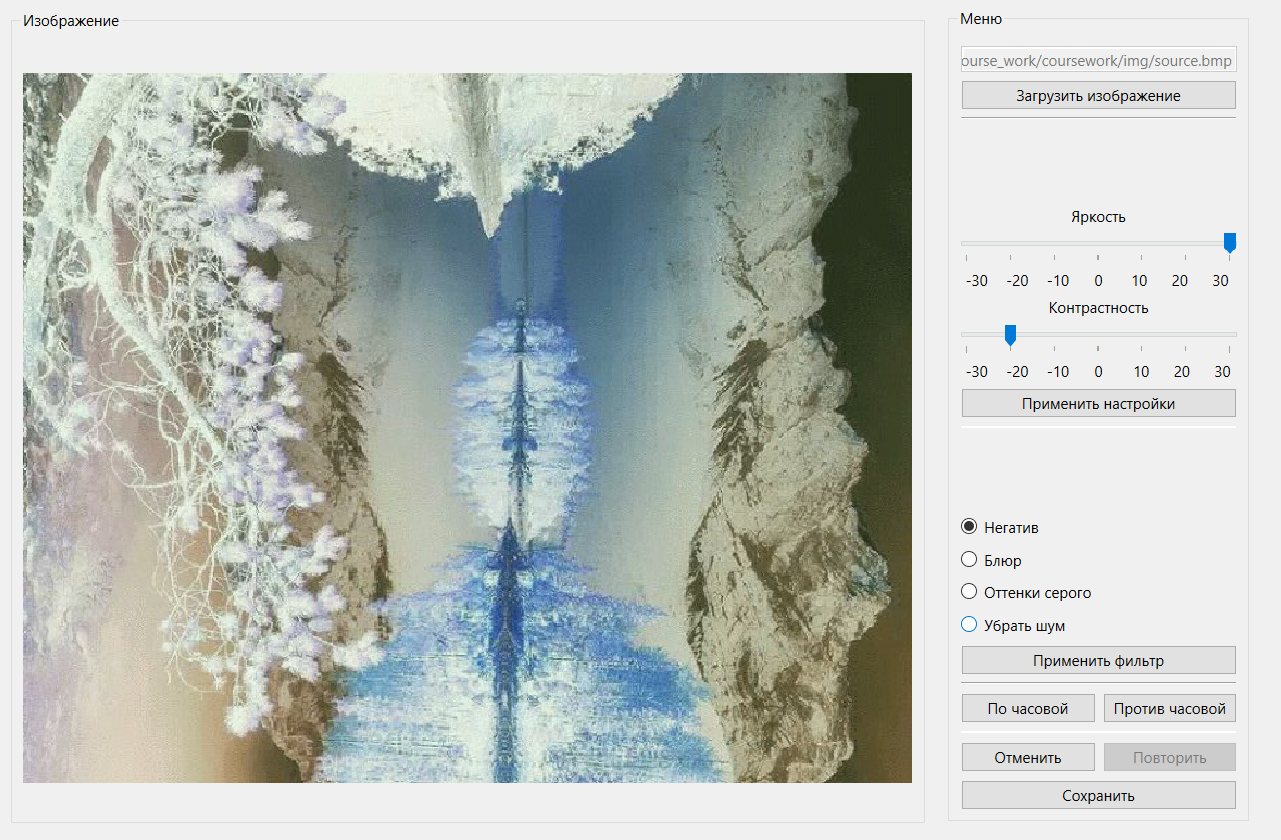 Изображение
Меню
ourse_work/coursework/img/source.bmp
Загрузить изображение
Яркость
-30 -20 -10 0 10 20 30
Контрастность
-30 -20 -10 0 10 20 30
Применить настройки
Негатив
Блюр
Оттенки серого
Убрать шум
Применить фильтр
По часовой Против часовой
Отменить Повторить
Сохранить